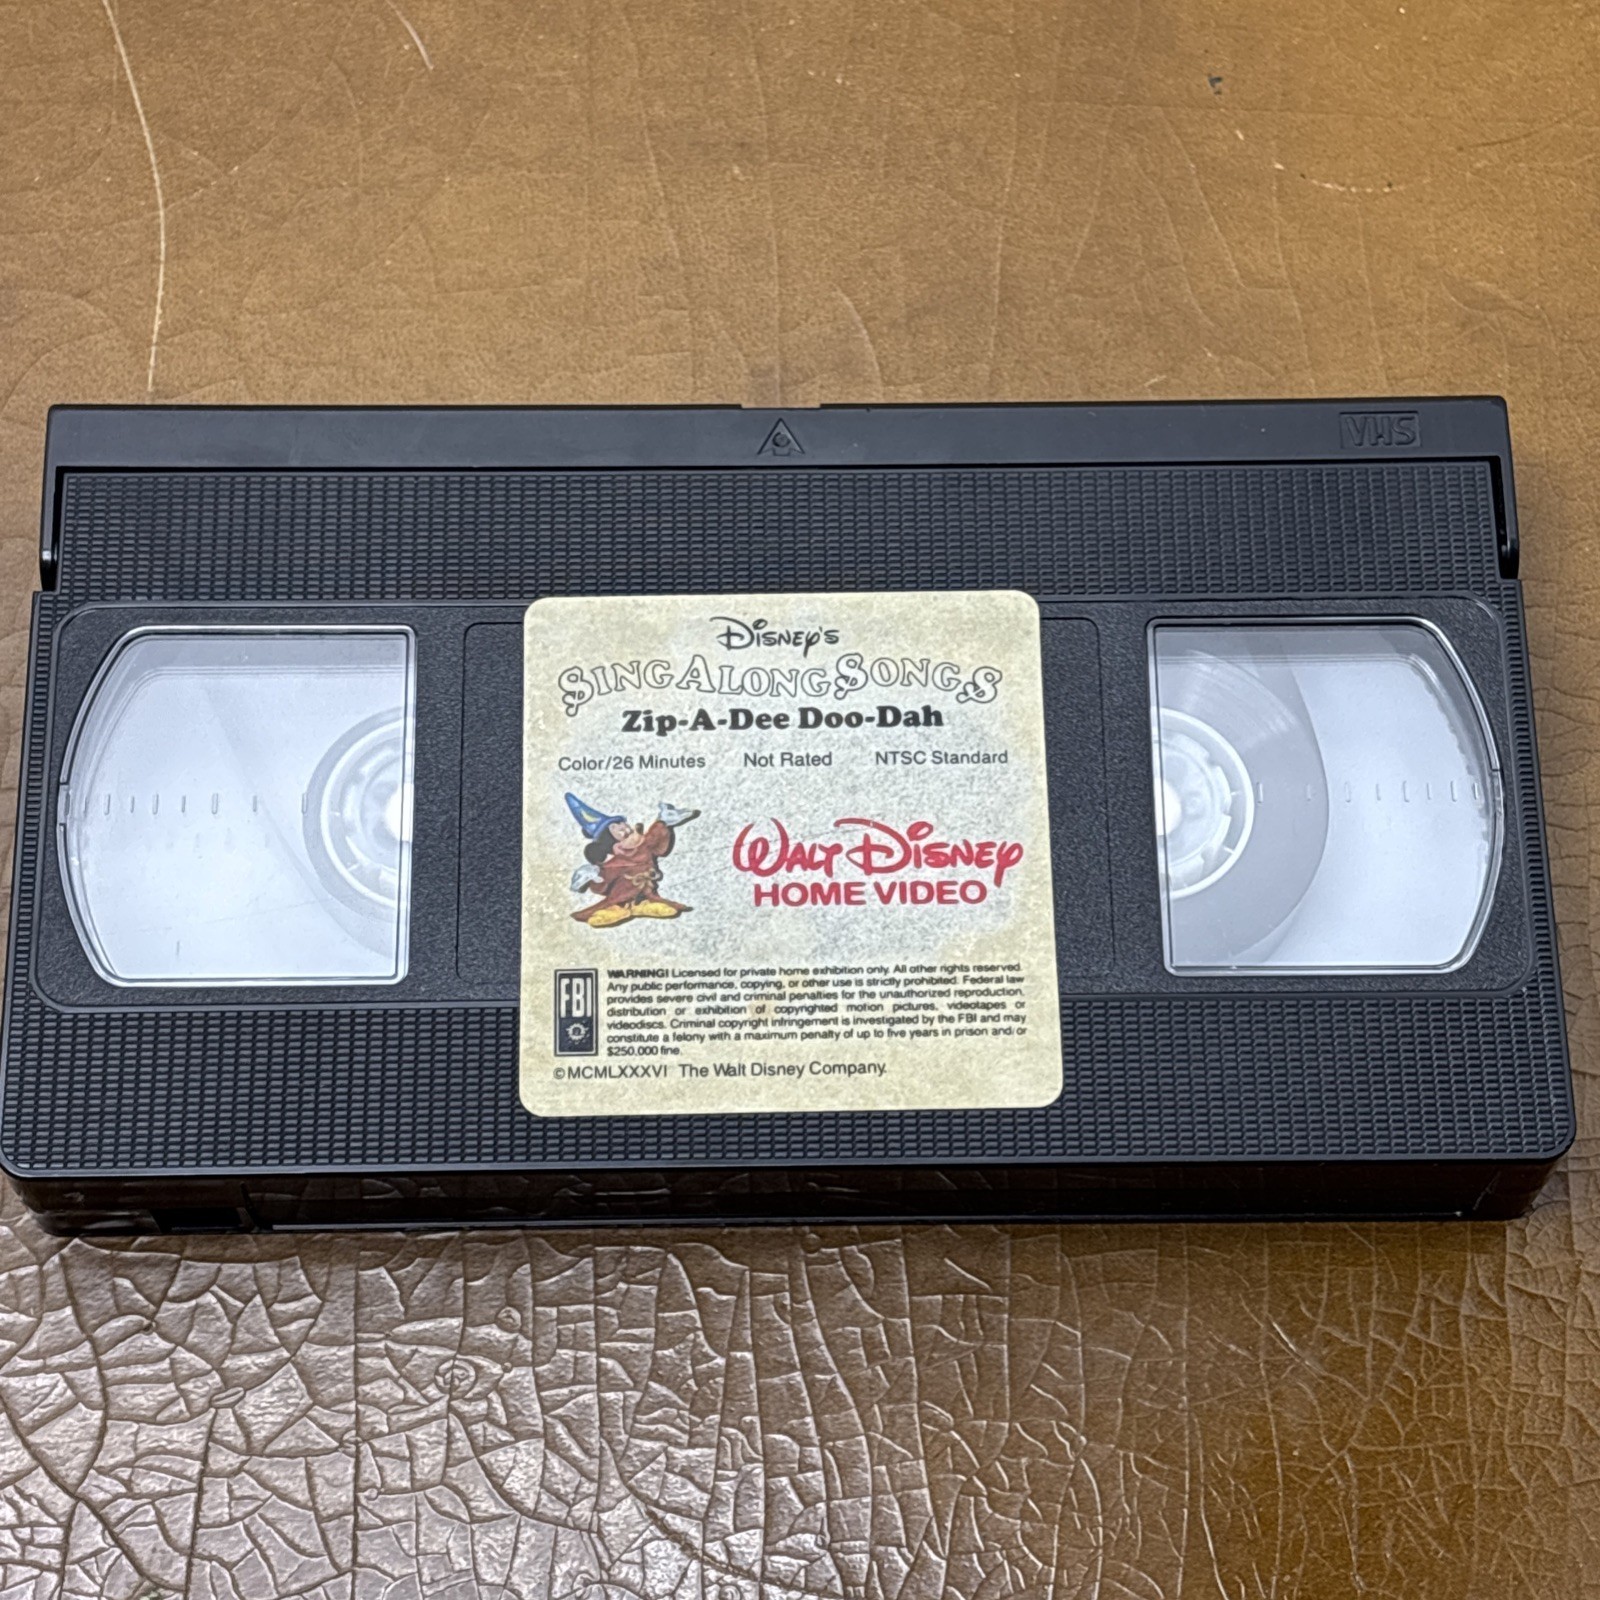 VHS
DISNEY'S
SING ALONG SONGS
Zip-A-Dee Doo-Dah
Color/26 Minutes Not Rated NTSC Standard
WALT DISNEY
HOME VIDEO
FBI
WARNING! Licensed for private home exhibition only. All other rights reserved.
Any public performance, copying, or other use is strictly prohibited. Federal law
provides severe civil and criminal penalties for the unauthorized reproduction,
distribution or exhibition of copyrighted motion pictures, videotapes or
videodiscs. Criminal copyright infringement is investigated by the FBI and may
constitute a felony with a maximum penalty of up to five years in prison and/or
$250,000 fine.
©MCMLXXXVI The Walt Disney Company.